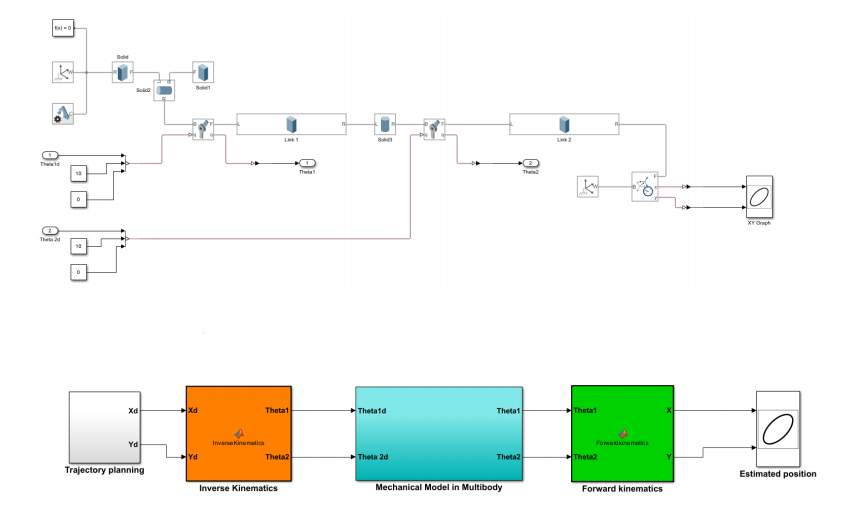 f(x) = 0
Solid
W
R F
F
Solid2
Solid1
C
B F
q q
L R
Link 1
L R
Solid3
B F
q q
L R
Link 2
1
Theta1d
10
0
1
Theta1
2
Theta2
W
B
F
x
y
XY Graph
2
Theta 2d
10
0
Xd
Yd
Trajectory planning
Xd Theta1
InverseKinematics
Yd Theta2
Inverse Kinematics
Theta1d Theta1
Theta 2d Theta2
Mechanical Model in Multibody
Theta1 X
Theta2 Y
Forward kinematics
Estimated position